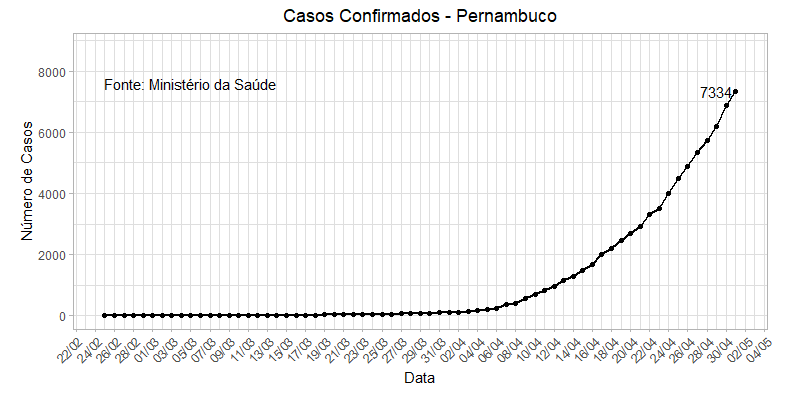 Casos Confirmados - Pernambuco
Fonte: Ministério da Saúde
7334
Número de Casos
8000
6000
4000
2000
0
22/02 24/02 26/02 28/02 01/03 03/03 05/03 07/03 09/03 11/03 13/03 15/03 17/03 19/03 21/03 23/03 25/03 27/03 29/03 31/03 02/04 04/04 06/04 08/04 10/04 12/04 14/04 16/04 18/04 20/04 22/04 24/04 26/04 28/04 30/04 02/05 04/05
Data